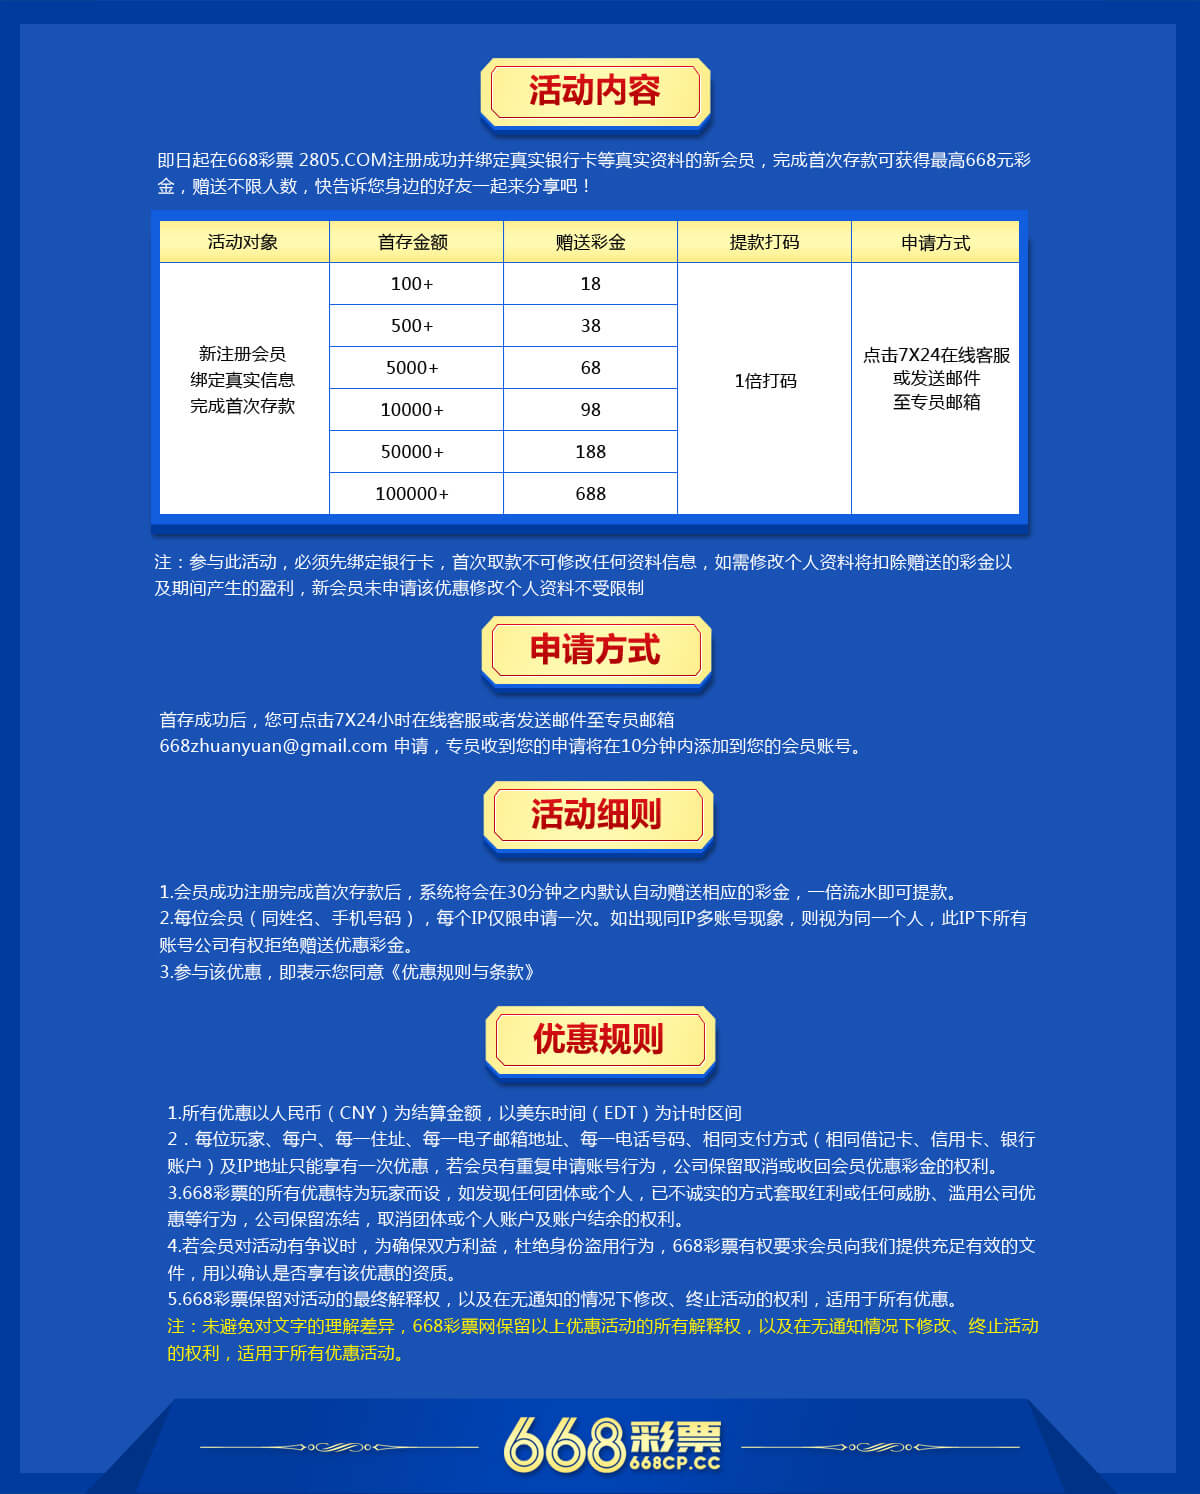 活动内容
即日起在668彩票 2805.COM注册成功并绑定真实银行卡等真实资料的新会员，完成首次存款可获得最高668元彩
金，赠送不限人数，快告诉您身边的好友一起来分享吧！
活动对象 首存金额 赠送彩金 提款打码 申请方式
新注册会员
绑定真实信息
完成首次存款
100+ 18
500+ 38
5000+ 68
10000+ 98
50000+ 188
100000+ 688
1倍打码
点击7X24在线客服
或发送邮件
至专员邮箱
注：参与此活动，必须先绑定银行卡，首次取款不可修改任何资料信息，如需修改个人资料将扣除赠送的彩金以
及期间产生的盈利，新会员未申请该优惠修改个人资料不受限制
申请方式
首存成功后，您可点击7X24小时在线客服或者发送邮件至专员邮箱
668zhuanyuan@gmail.com 申请，专员收到您的申请将在10分钟内添加到您的会员账号。
活动细则
1.会员成功注册完成首次存款后，系统将会在30分钟之内默认自动赠送相应的彩金，一倍流水即可提款。
2.每位会员（同姓名、手机号码），每个IP仅限申请一次。如出现同IP多账号现象，则视为同一个人，此IP下所有
账号公司有权拒绝赠送优惠彩金。
3.参与该优惠，即表示您同意《优惠规则与条款》
优惠规则
1.所有优惠以人民币（CNY）为结算金额，以美东时间（EDT）为计时区间
2．每位玩家、每户、每一住址、每一电子邮箱地址、每一电话号码、相同支付方式（相同借记卡、信用卡、银行
账户）及IP地址只能享有一次优惠，若会员有重复申请账号行为，公司保留取消或收回会员优惠彩金的权利。
3.668彩票的所有优惠特为玩家而设，如发现任何团体或个人，已不诚实的方式套取红利或任何威胁、滥用公司优
惠等行为，公司保留冻结，取消团体或个人账户及账户结余的权利。
4.若会员对活动有争议时，为确保双方利益，杜绝身份盗用行为，668彩票有权要求会员向我们提供充足有效的文
件，用以确认是否享有该优惠的资质。
5.668彩票保留对活动的最终解释权，以及在无通知的情况下修改、终止活动的权利，适用于所有优惠。
注：未避免对文字的理解差异，668彩票网保留以上优惠活动的所有解释权，以及在无通知情况下修改、终止活动
的权利，适用于所有优惠活动。
668彩票
668CP.CC